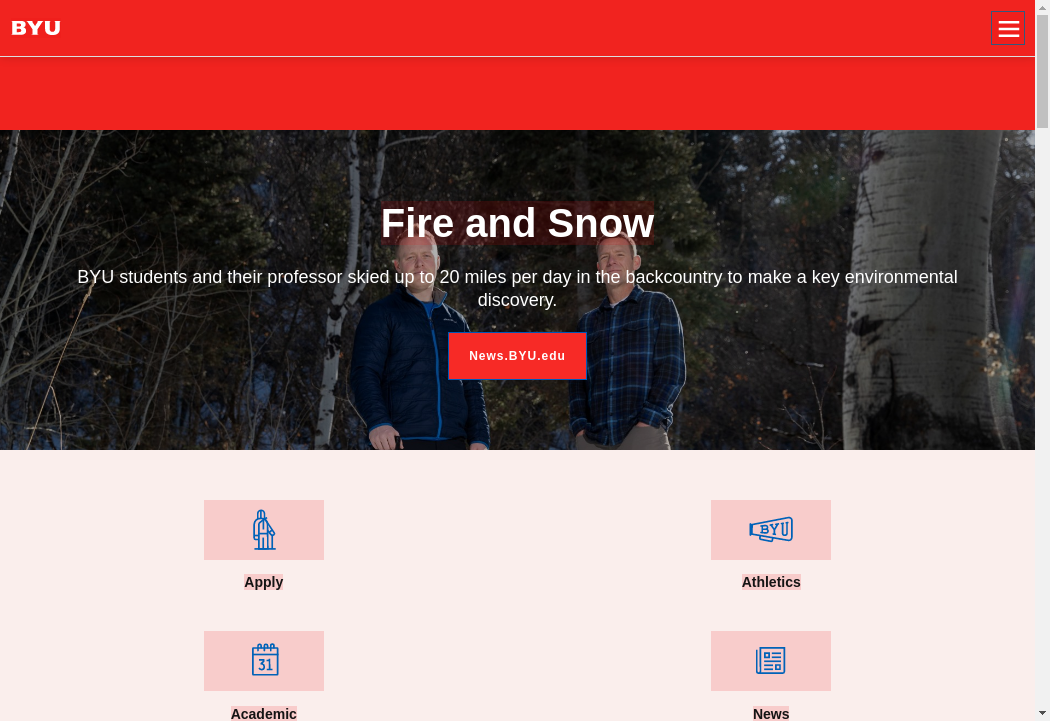 BYU
Fire and Snow
BYU students and their professor skied up to 20 miles per day in the backcountry to make a key environmental
discovery.
News.BYU.edu
BYU
Apply
Athletics
31
Academic
News